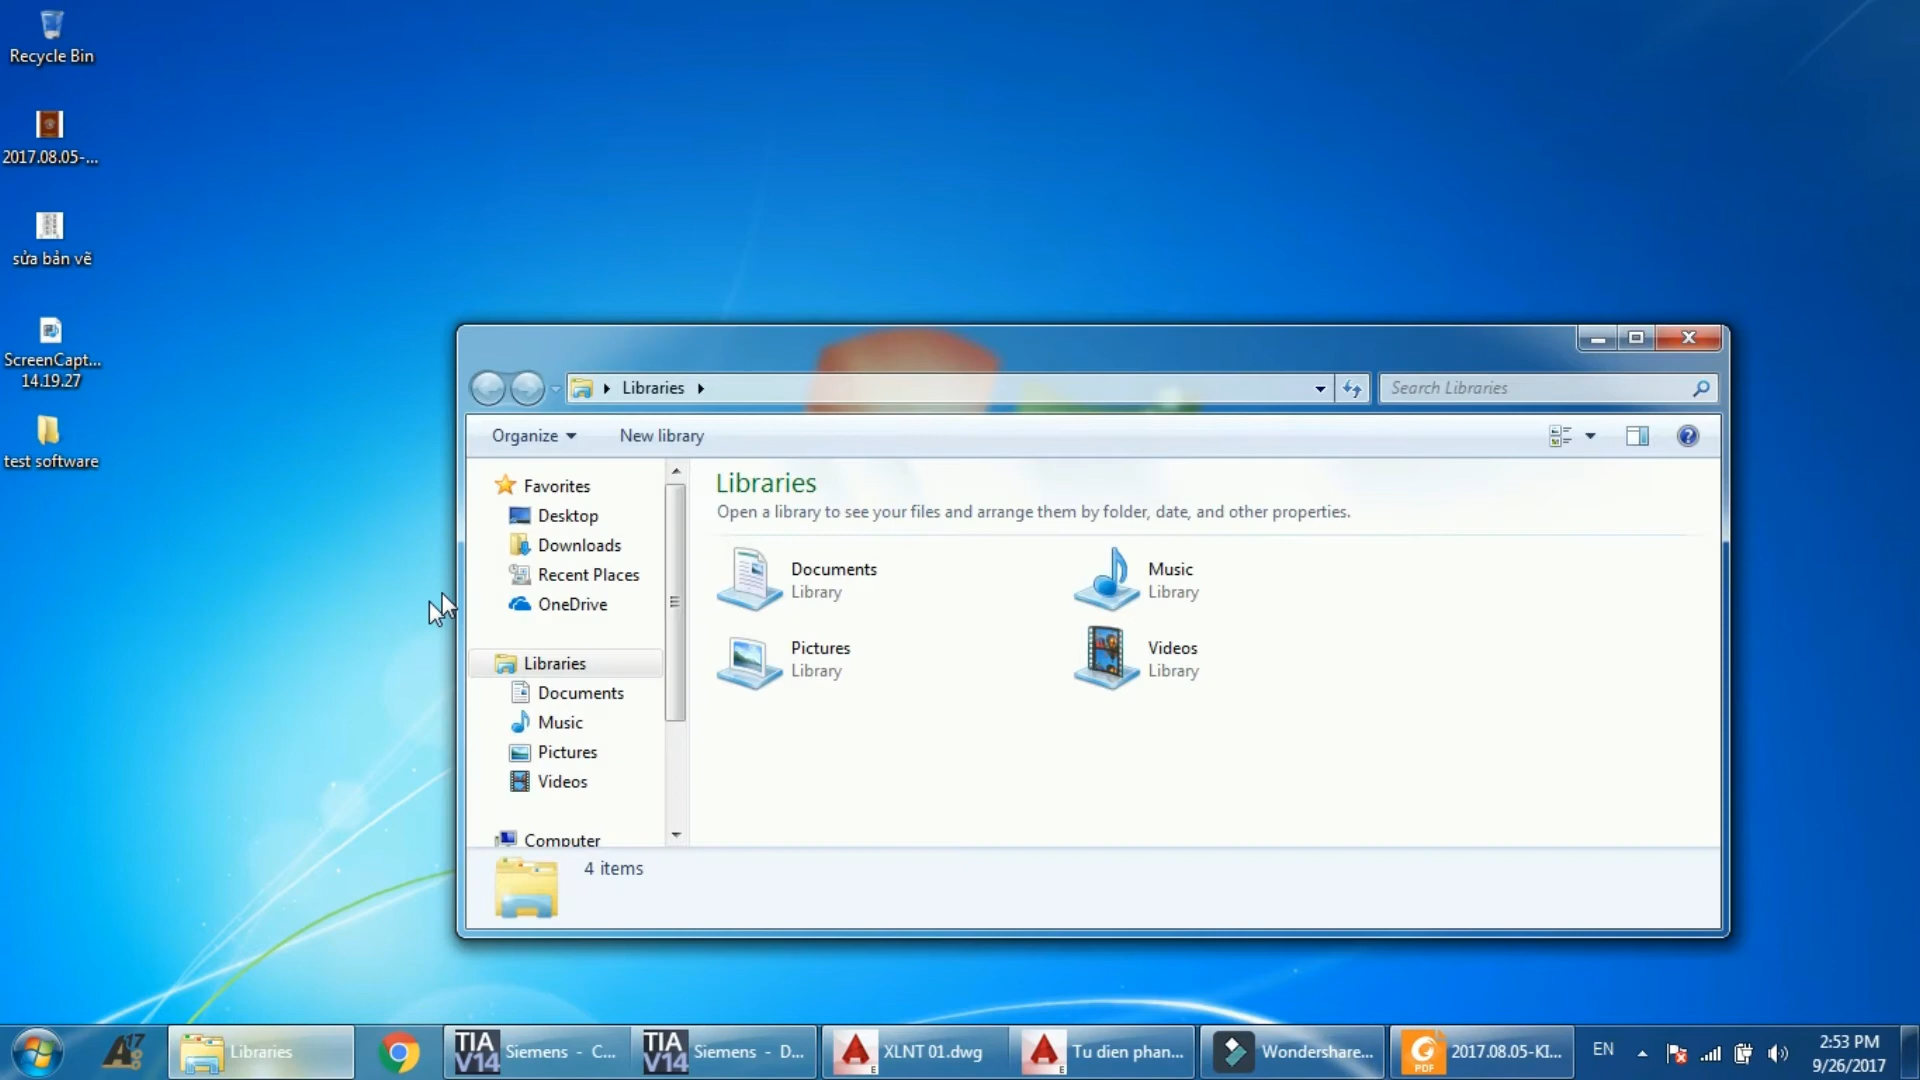 Recycle Bin
2017.08.05-...
sửa bản vẽ
ScreenCapt...
14.19.27
test software
Libraries
Search Libraries
Organize
New library
Favorites
Desktop
Downloads
Recent Places
OneDrive
Libraries
Documents
Music
Pictures
Videos
Computer
Libraries
Open a library to see your files and arrange them by folder, date, and other properties.
Documents
Library
Music
Library
Pictures
Library
Videos
Library
4 items
Libraries
TIA
V14
Siemens - C...
TIA
V14
Siemens - D...
XLNT 01.dwg
Tu dien phan...
Wondershare...
PDF
2017.08.05-KI...
EN
2:53 PM
9/26/2017